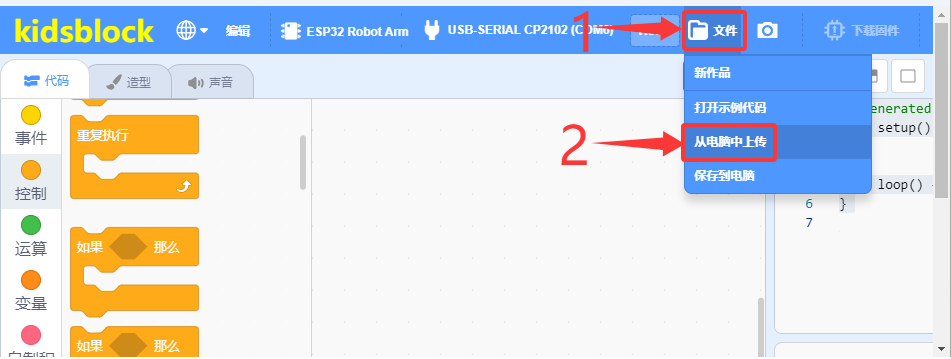 kidsblock
编辑
ESP32 Robot Arm
USB-SERIAL CP2102 (COM6)
1
文件
下载固件
代码
造型
声音
新作品
打开示例代码
2
从电脑中上传
保存到电脑
事件
控制
运算
变量
自制积
重复执行
如果 那么
如果 那么
enerated
setup()
loop()
6 }
7